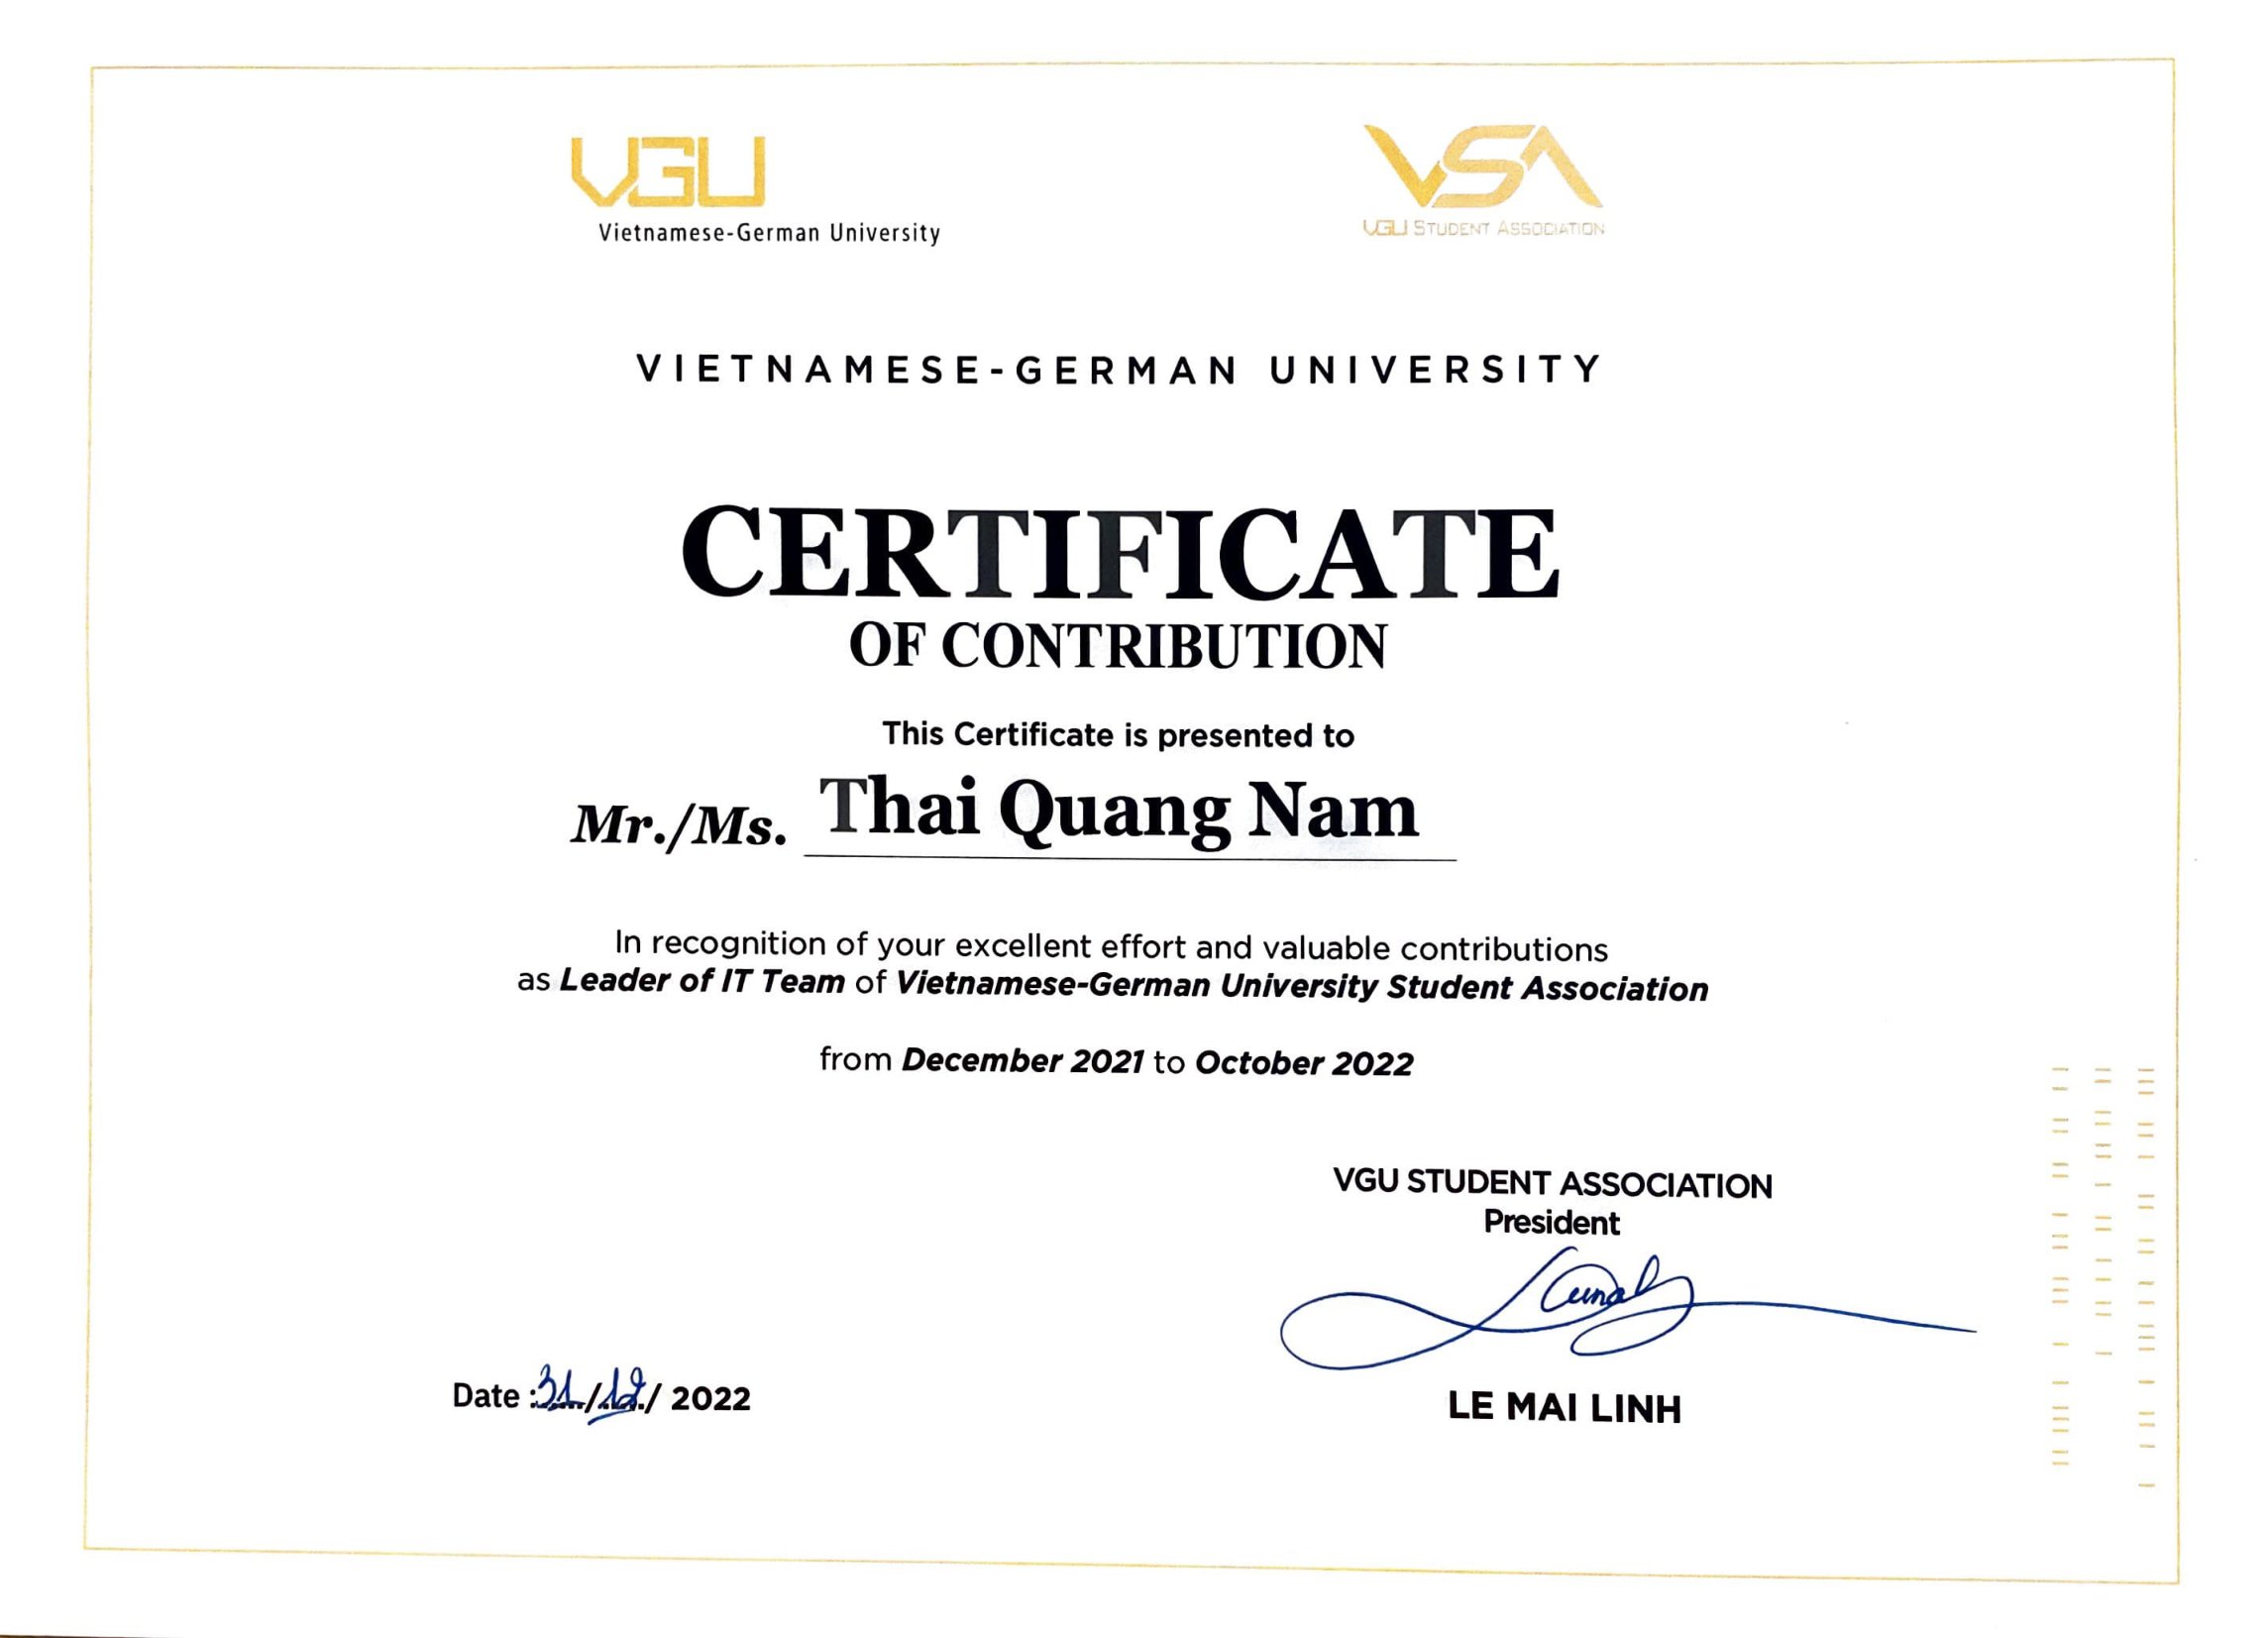 VGU
Vietnamese-German University
VSA
VGU STUDENT ASSOCIATION
VIETNAMESE-GERMAN UNIVERSITY
CERTIFICATE
OF CONTRIBUTION
This Certificate is presented to
Mr./Ms. Thai Quang Nam
In recognition of your excellent effort and valuable contributions
as Leader of IT Team of Vietnamese-German University Student Association
from December 2021 to October 2022
VGU STUDENT ASSOCIATION
President
Date : 31/12/ 2022
LE MAI LINH